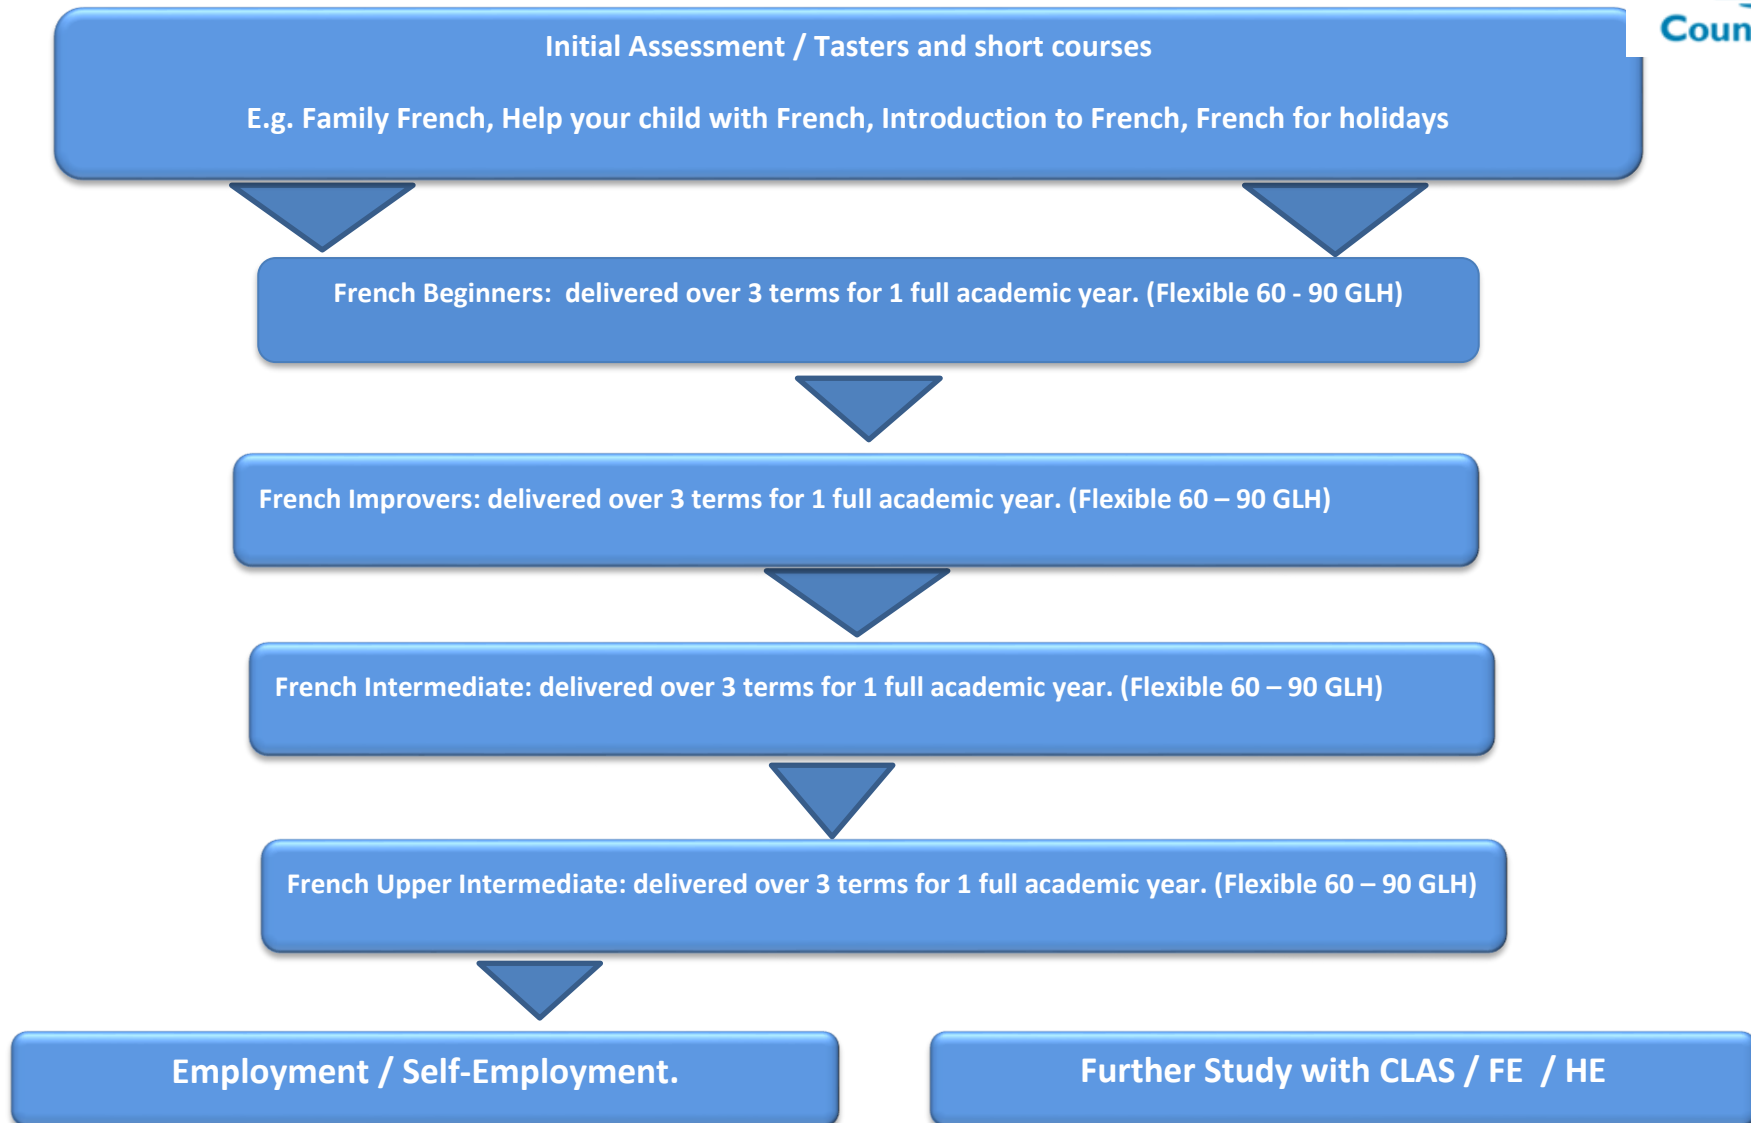 Coun
Initial Assessment / Tasters and short courses
E.g. Family French, Help your child with French, Introduction to French, French for holidays
French Beginners:  delivered over 3 terms for 1 full academic year. (Flexible 60 - 90 GLH)
French Improvers: delivered over 3 terms for 1 full academic year. (Flexible 60 – 90 GLH)
French Intermediate: delivered over 3 terms for 1 full academic year. (Flexible 60 – 90 GLH)
French Upper Intermediate: delivered over 3 terms for 1 full academic year. (Flexible 60 – 90 GLH)
Employment / Self-Employment.
Further Study with CLAS / FE  / HE